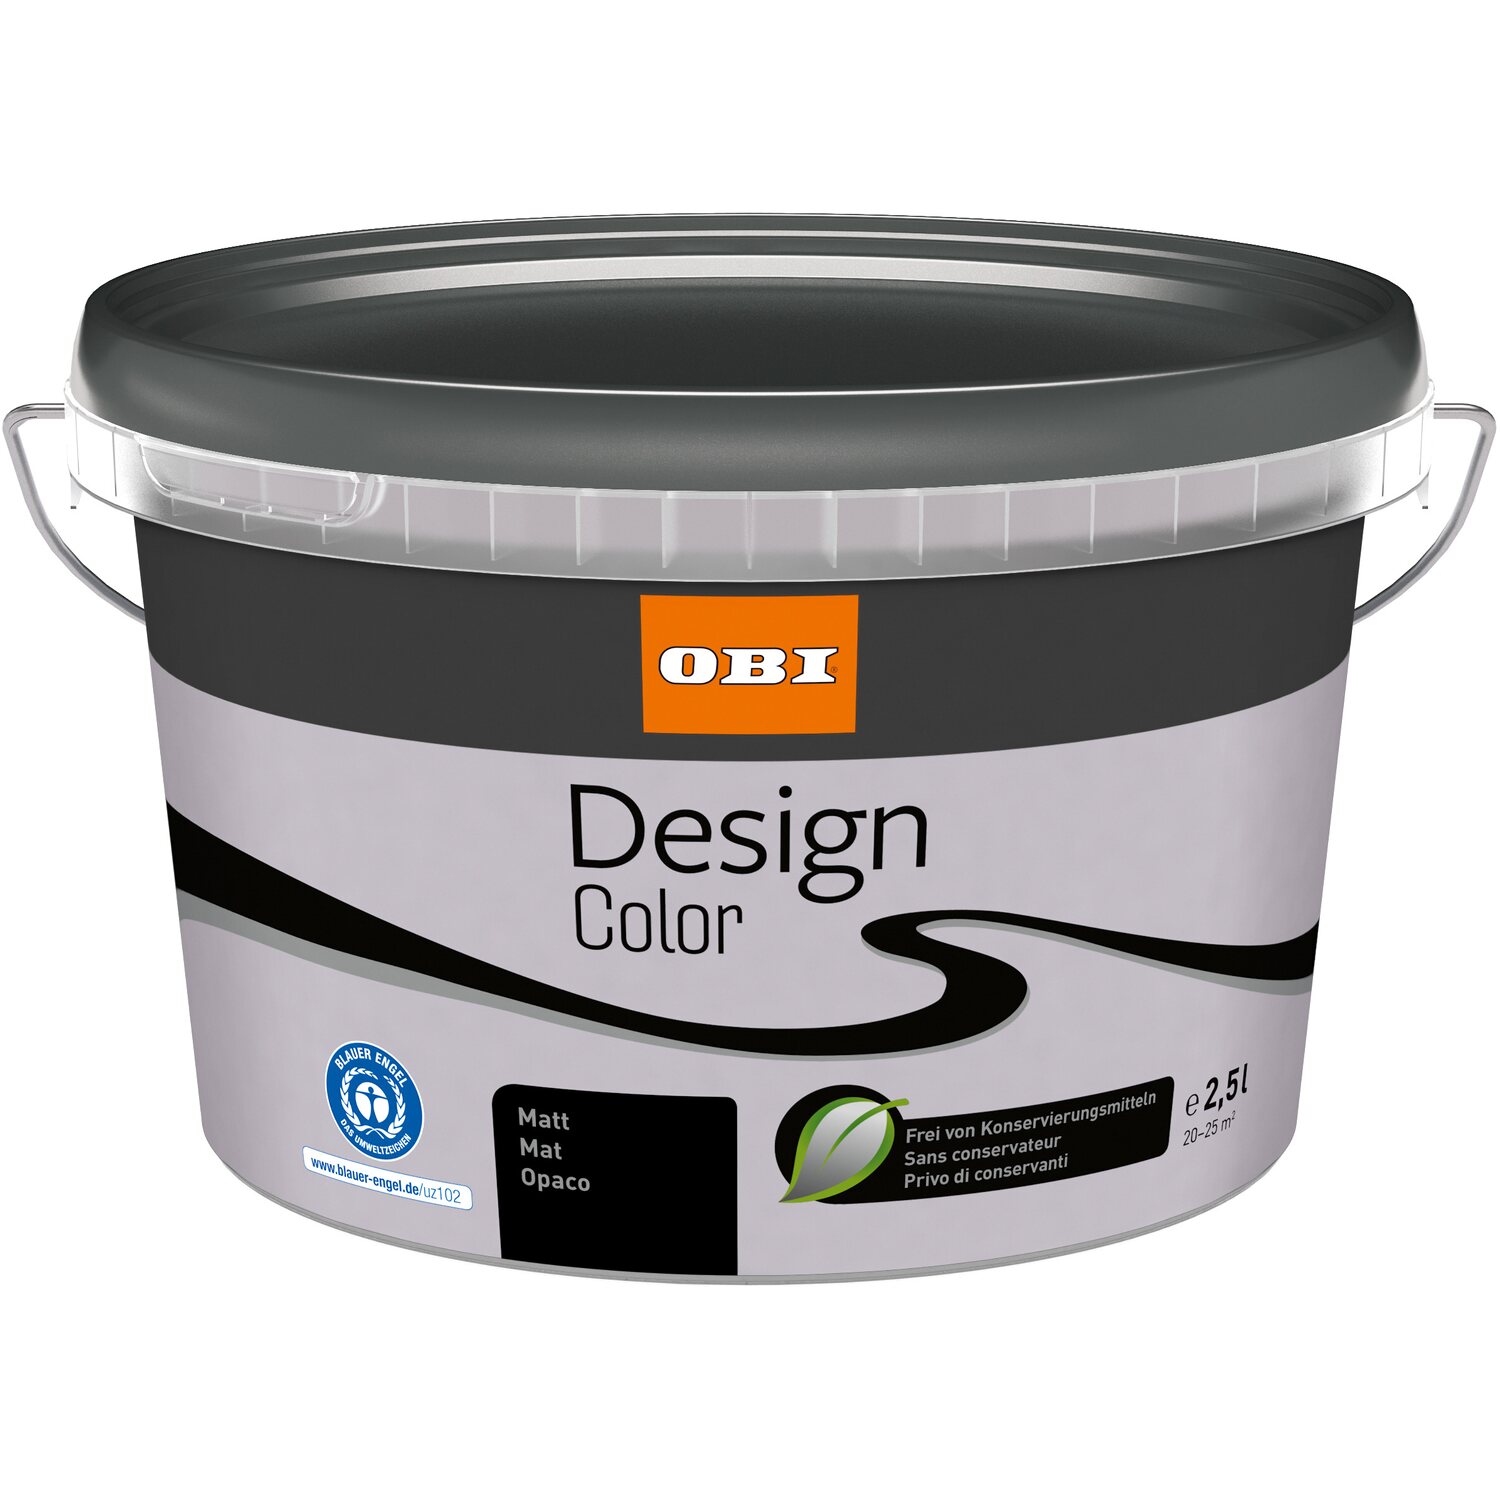 OBI
Design
Color
BLAUER ENGEL
DAS UMWELTZEICHEN
www.blauer-engel.de/uz102
Matt
Mat
Opaco
Frei von Konservierungsmitteln
Sans conservateur
Privo di conservanti
℮ 2,5l
20–25 m²